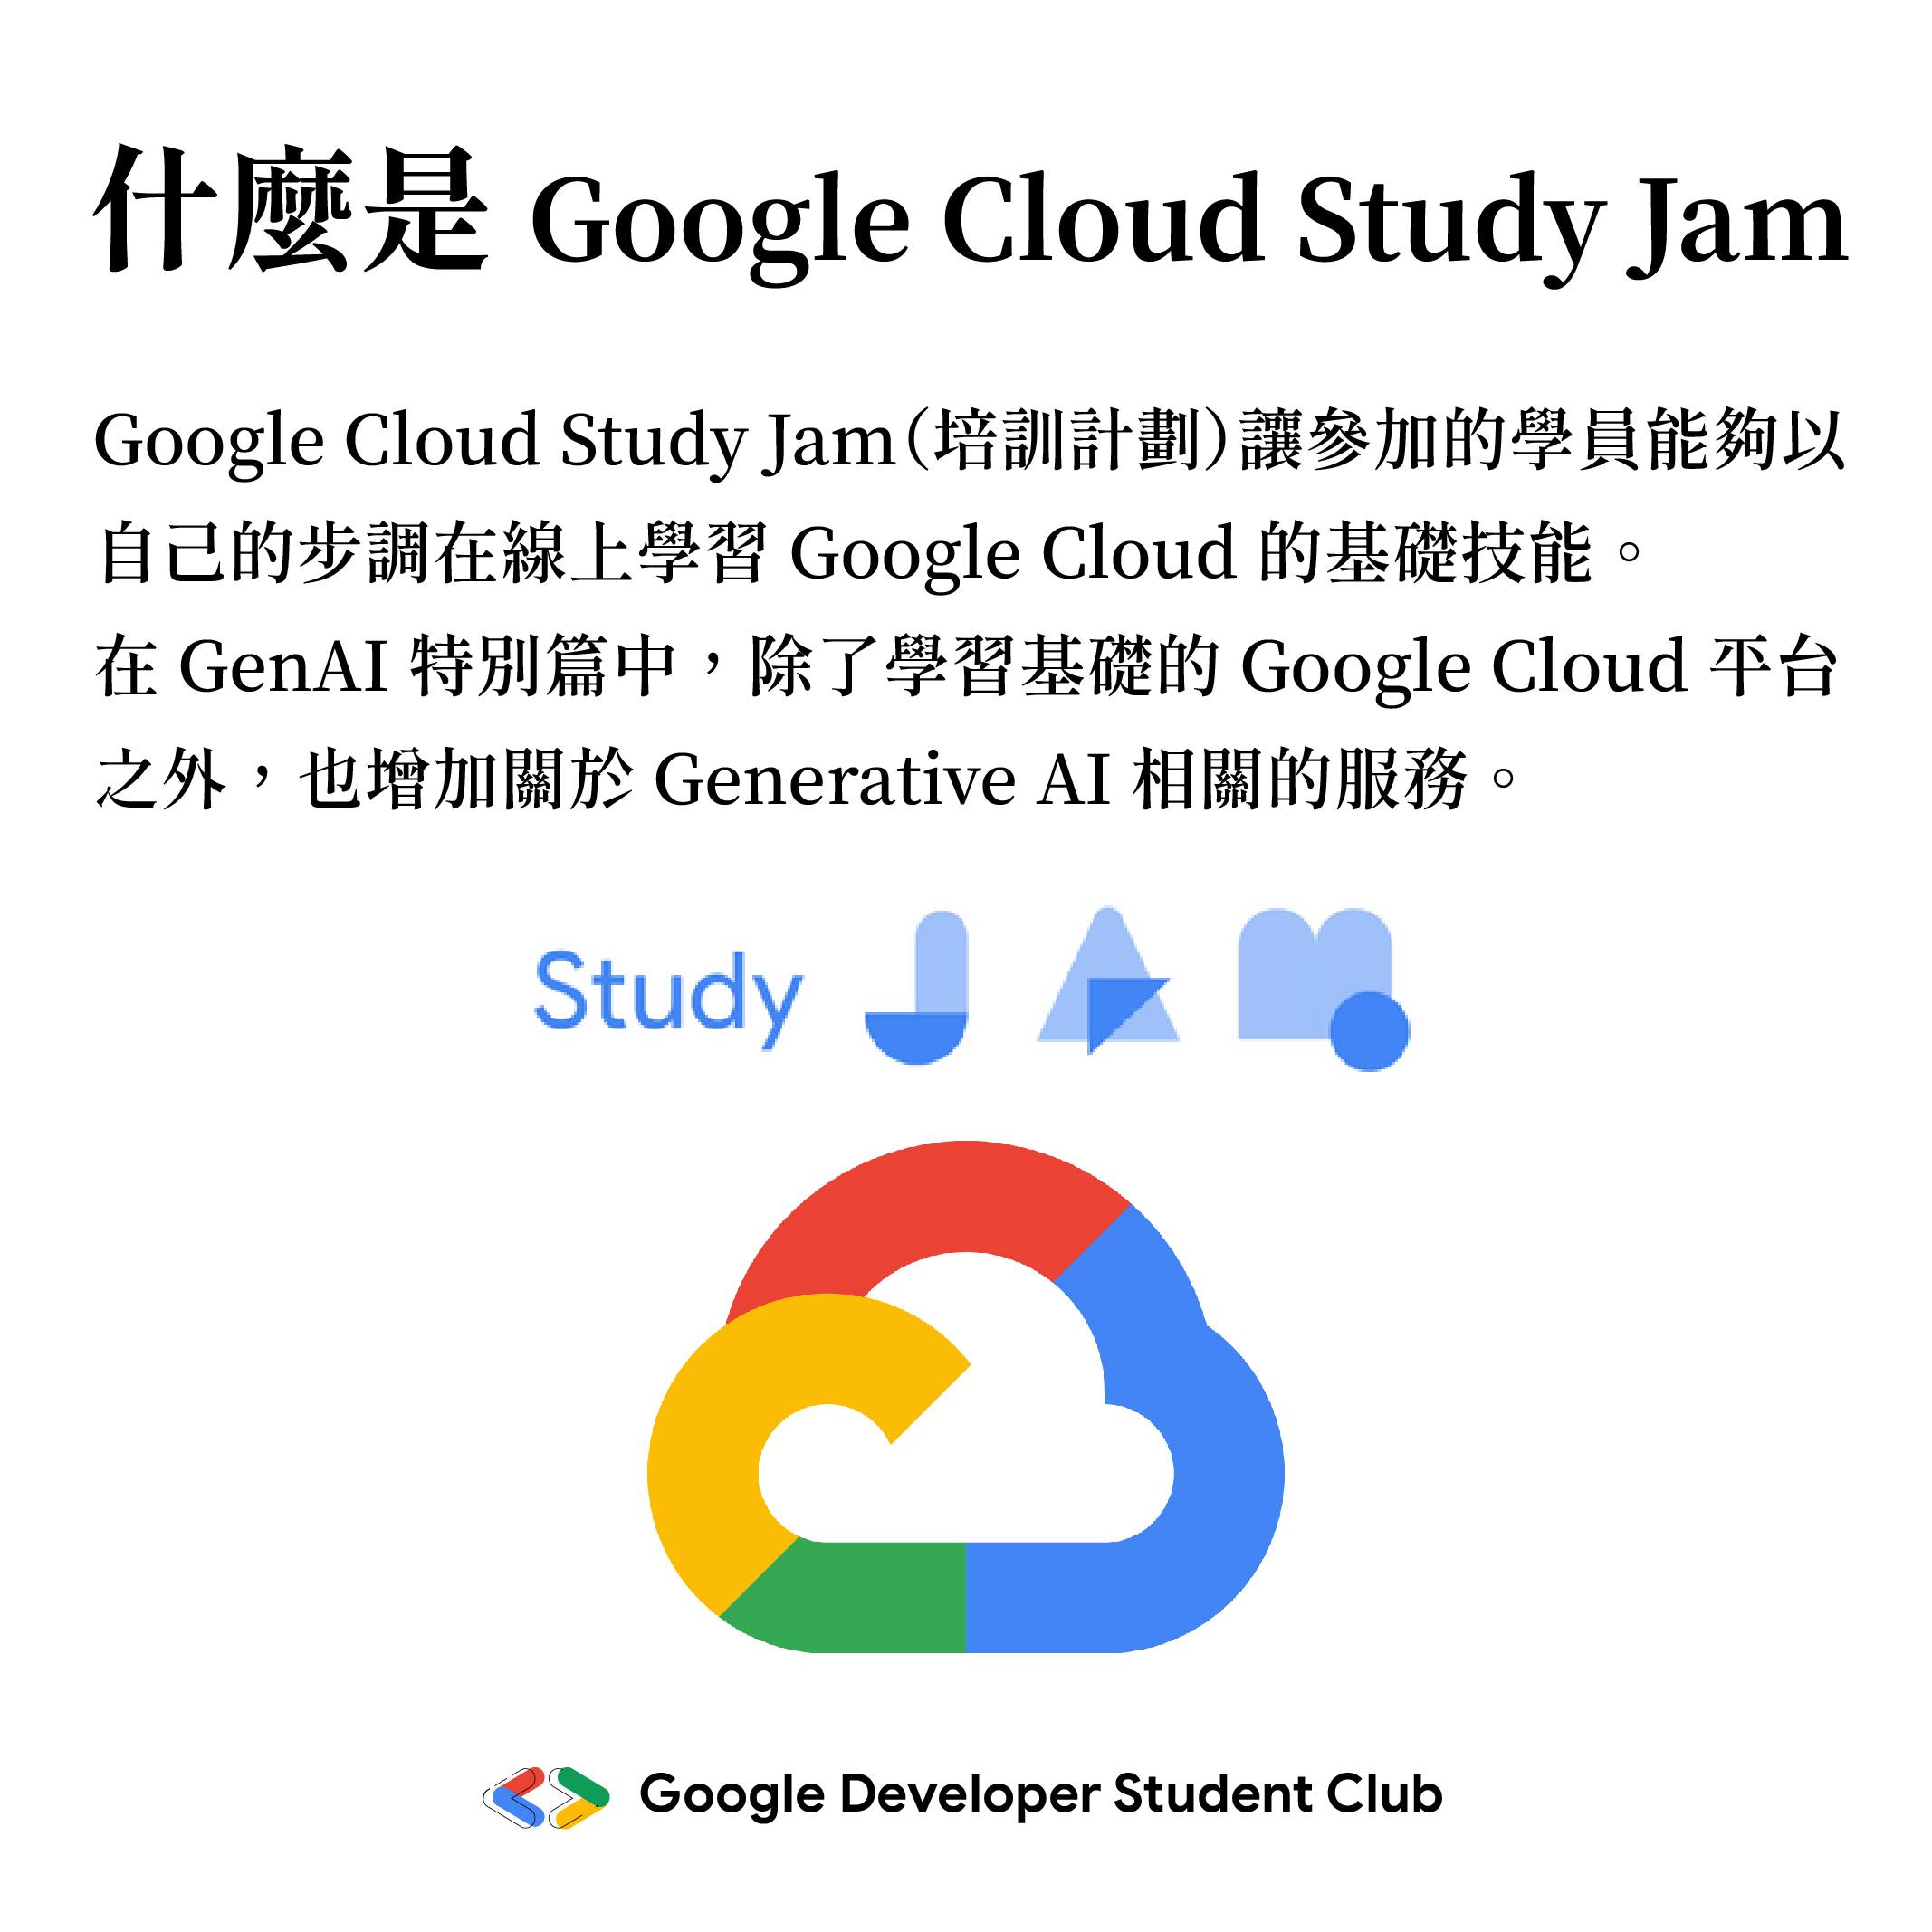 什麼是 Google Cloud Study Jam
Google Cloud Study Jam(培訓計劃)讓參加的學員能夠以
自己的步調在線上學習 Google Cloud 的基礎技能。
在 GenAI 特別篇中，除了學習基礎的 Google Cloud 平台
之外，也增加關於 Generative AI 相關的服務。
Study JAM
Google Developer Student Club